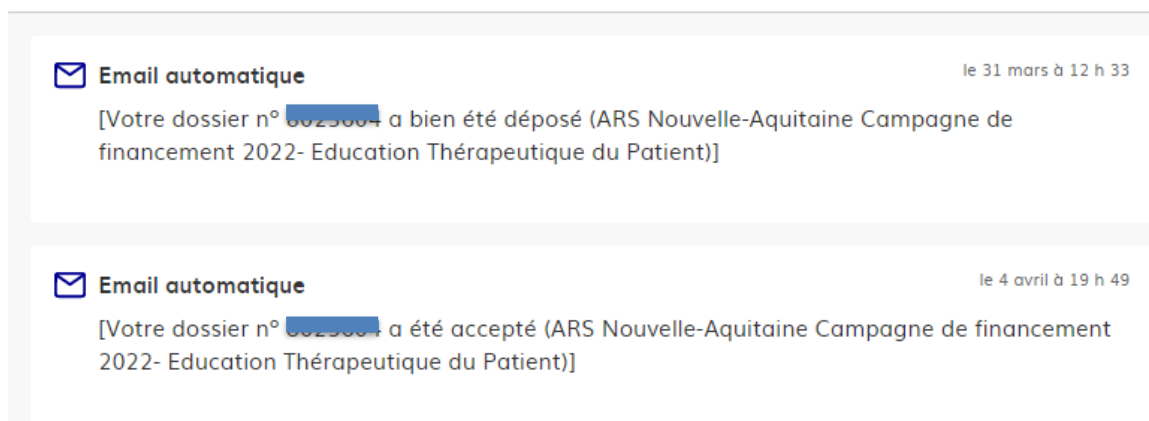 Email automatique
le 31 mars à 12 h 33
[Votre dossier n° a bien été déposé (ARS Nouvelle-Aquitaine Campagne de
financement 2022- Education Thérapeutique du Patient)]
Email automatique
le 4 avril à 19 h 49
[Votre dossier n° a été accepté (ARS Nouvelle-Aquitaine Campagne de financement
2022- Education Thérapeutique du Patient)]